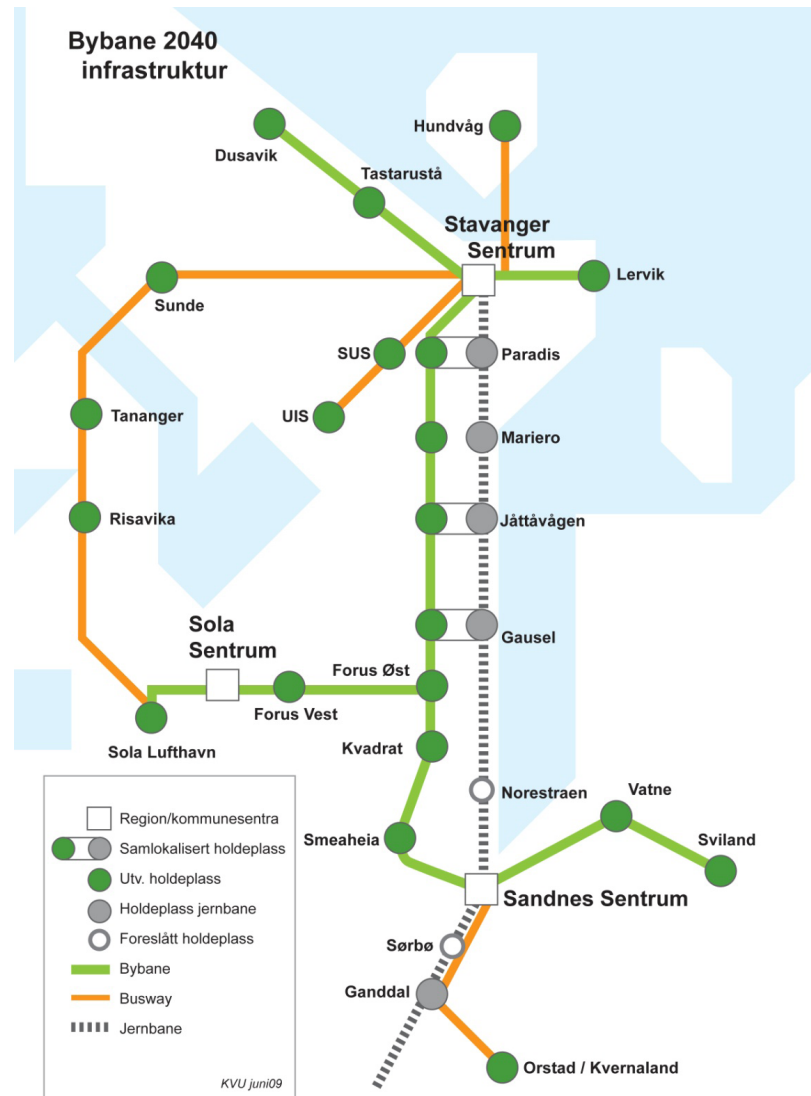 Bybane 2040
infrastruktur
Hundvåg
Dusavik
Tastarustå
Stavanger
Sentrum
Lervik
Sunde
SUS
Paradis
UIS
Tananger
Mariero
Risavika
Jåttåvågen
Sola
Sentrum
Gausel
Forus Øst
Forus Vest
Sola Lufthavn
Kvadrat
Norestraen
Vatne
Smeaheia
Sviland
Sandnes Sentrum
Sørbø
Ganddal
Orstad / Kvernaland
Region/kommunesentra
Samlokalisert holdeplass
Utv. holdeplass
Holdeplass jernbane
Foreslått holdeplass
Bybane
Busway
Jernbane
KVU juni09